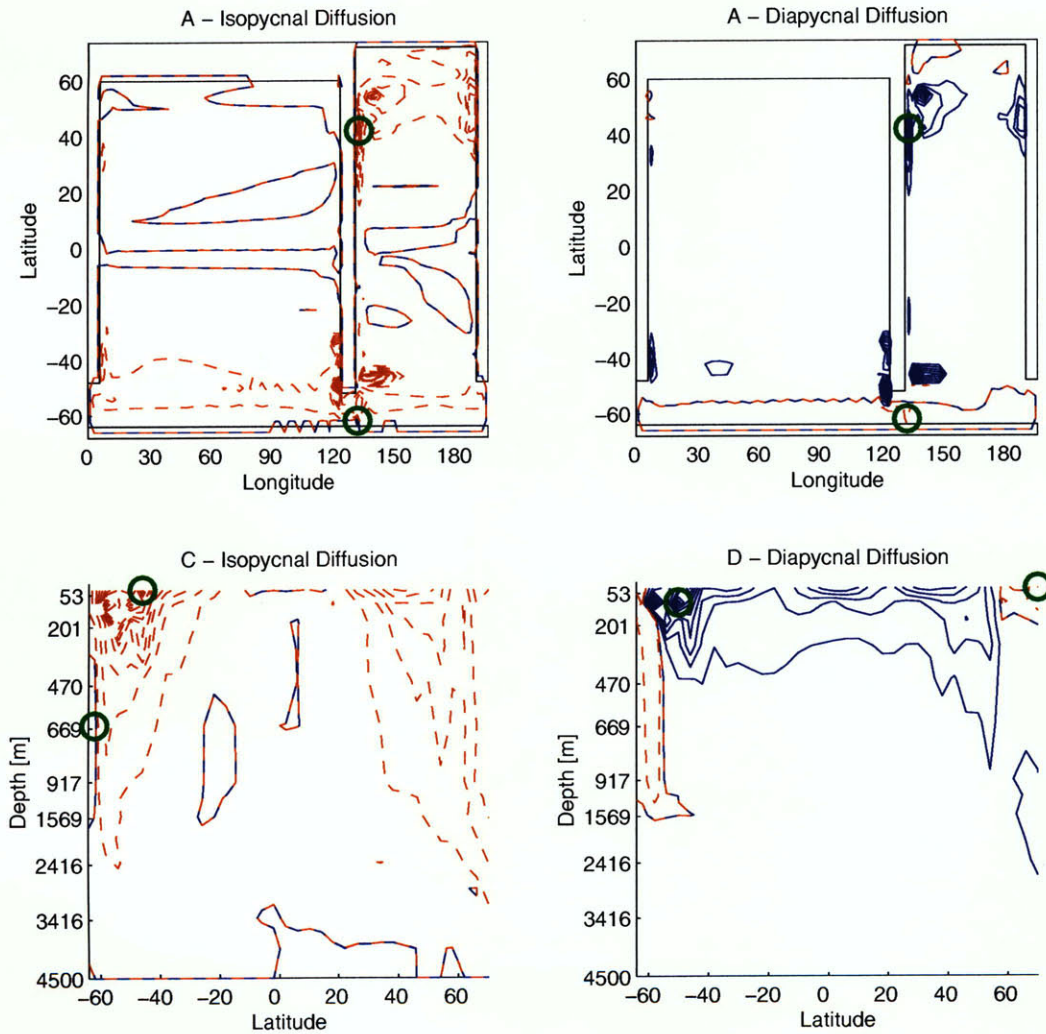 A – Isopycnal Diffusion
60
40
20
0
−20
−40
−60
Latitude
0 30 60 90 120 150 180
Longitude
A – Diapycnal Diffusion
60
40
20
0
−20
−40
−60
Latitude
0 30 60 90 120 150 180
Longitude
C – Isopycnal Diffusion
53
201
470
669
917
1569
2416
3416
4500
Depth [m]
−60 −40 −20 0 20 40 60
Latitude
D – Diapycnal Diffusion
53
201
470
669
917
1569
2416
3416
4500
Depth [m]
−60 −40 −20 0 20 40 60
Latitude